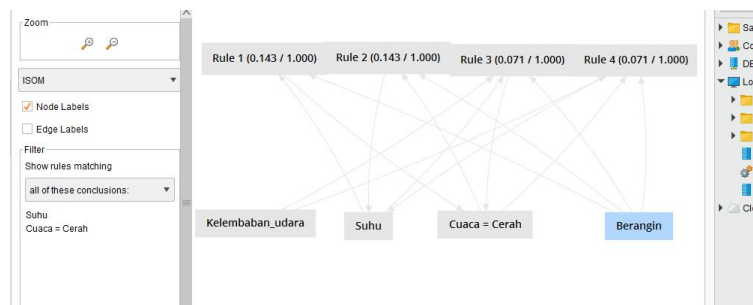 Zoom
ISOM
Node Labels
Edge Labels
Filter
Show rules matching
all of these conclusions:
Suhu
Cuaca = Cerah
Rule 1 (0.143 / 1.000)
Rule 2 (0.143 / 1.000)
Rule 3 (0.071 / 1.000)
Rule 4 (0.071 / 1.000)
Kelembaban_udara
Suhu
Cuaca = Cerah
Berangin
Sa
Co
DB
Lo